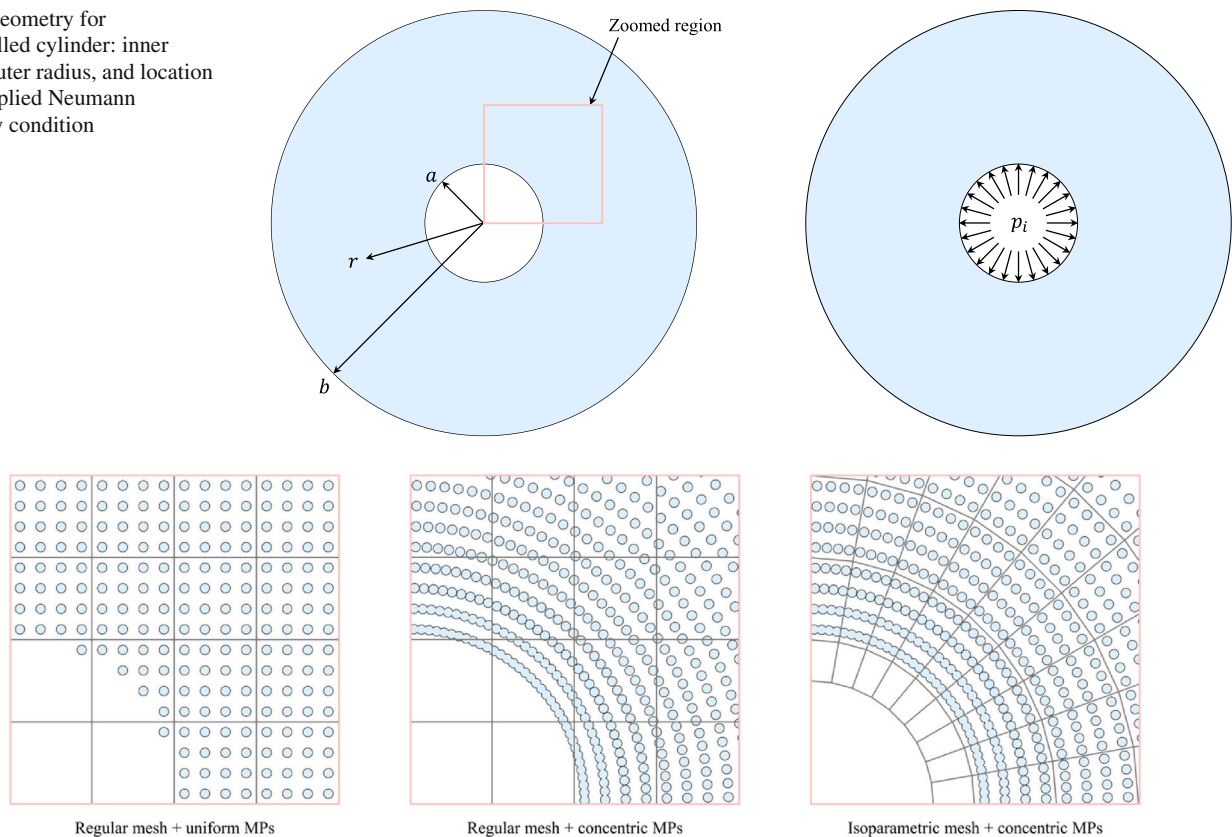 eometry for
lled cylinder: inner
uter radius, and location
plied Neumann
condition
Zoomed region
a
r
b
p_i
Regular mesh + uniform MPs
Regular mesh + concentric MPs
Isoparametric mesh + concentric MPs